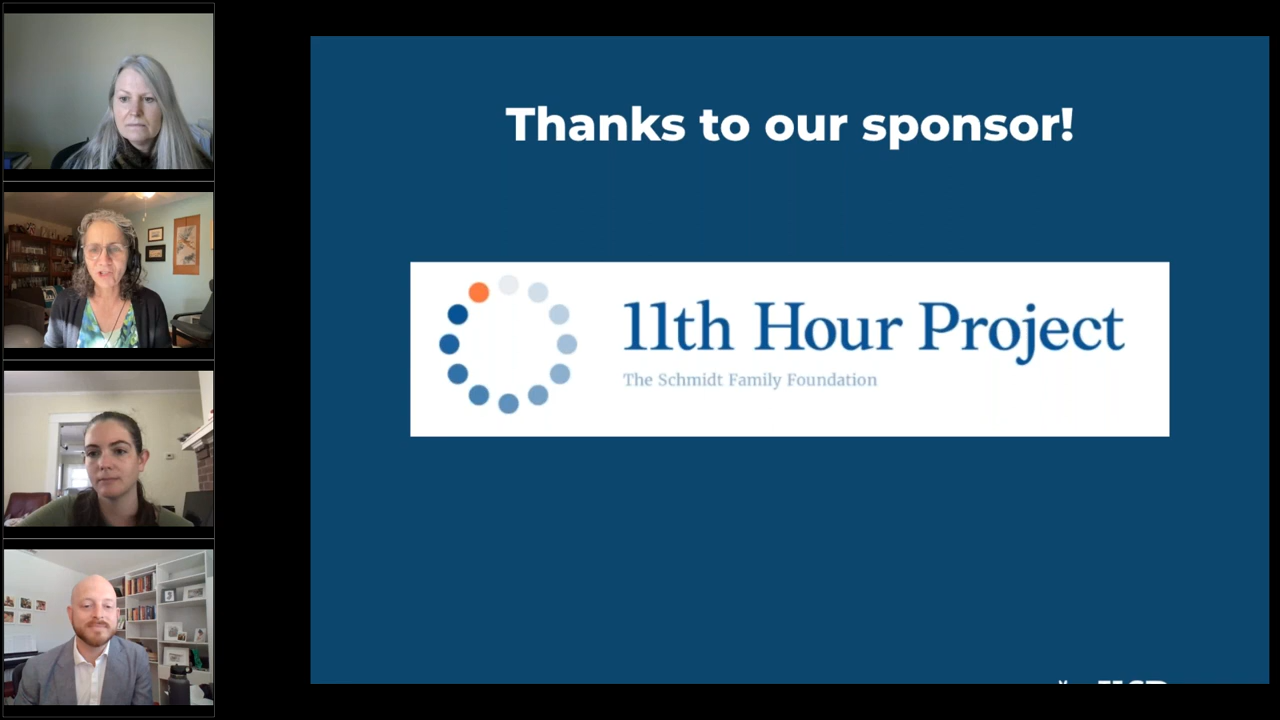 Thanks to our sponsor!
11th Hour Project
The Schmidt Family Foundation